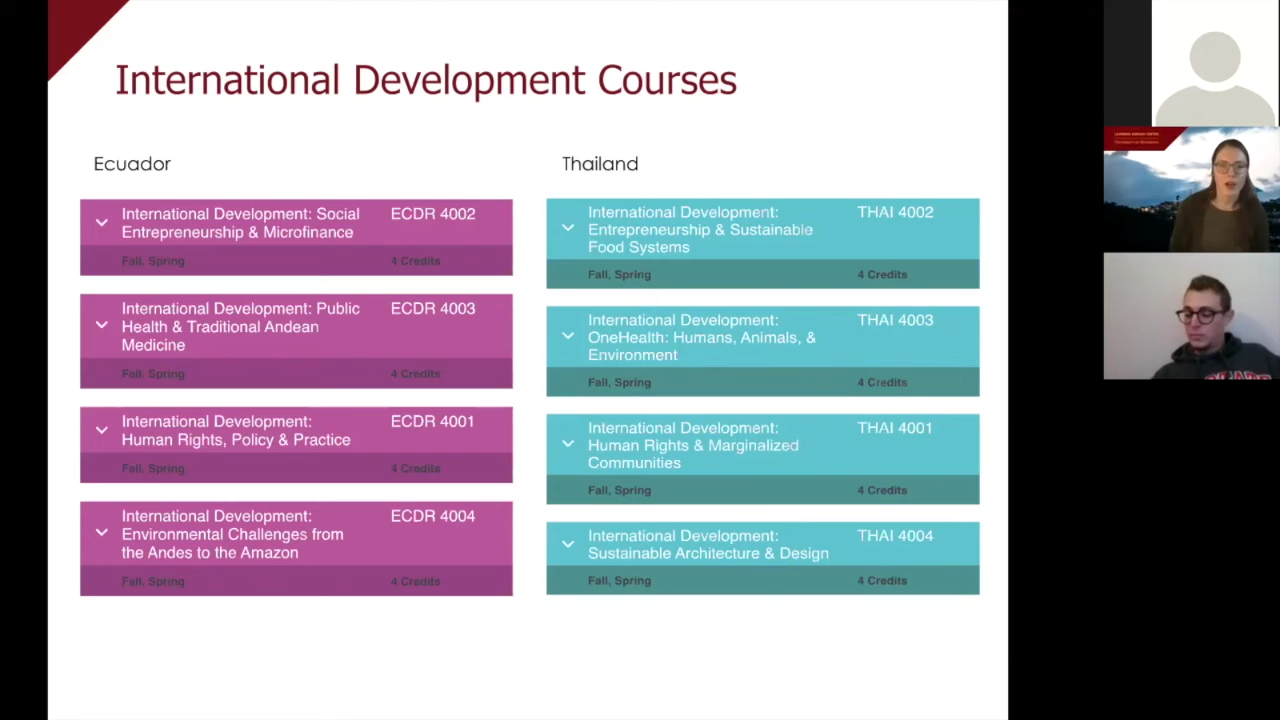 International Development Courses
Ecuador
International Development: Social
Entrepreneurship & Microfinance
ECDR 4002
Fall, Spring
4 Credits
International Development: Public
Health & Traditional Andean
Medicine
ECDR 4003
Fall, Spring
4 Credits
International Development:
Human Rights, Policy & Practice
ECDR 4001
Fall, Spring
4 Credits
International Development:
Environmental Challenges from
the Andes to the Amazon
ECDR 4004
Fall, Spring
4 Credits
Thailand
International Development:
Entrepreneurship & Sustainable
Food Systems
THAI 4002
Fall, Spring
4 Credits
International Development:
OneHealth: Humans, Animals, &
Environment
THAI 4003
Fall, Spring
4 Credits
International Development:
Human Rights & Marginalized
Communities
THAI 4001
Fall, Spring
4 Credits
International Development:
Sustainable Architecture & Design
THAI 4004
Fall, Spring
4 Credits
LEARNING ABROAD CENTER